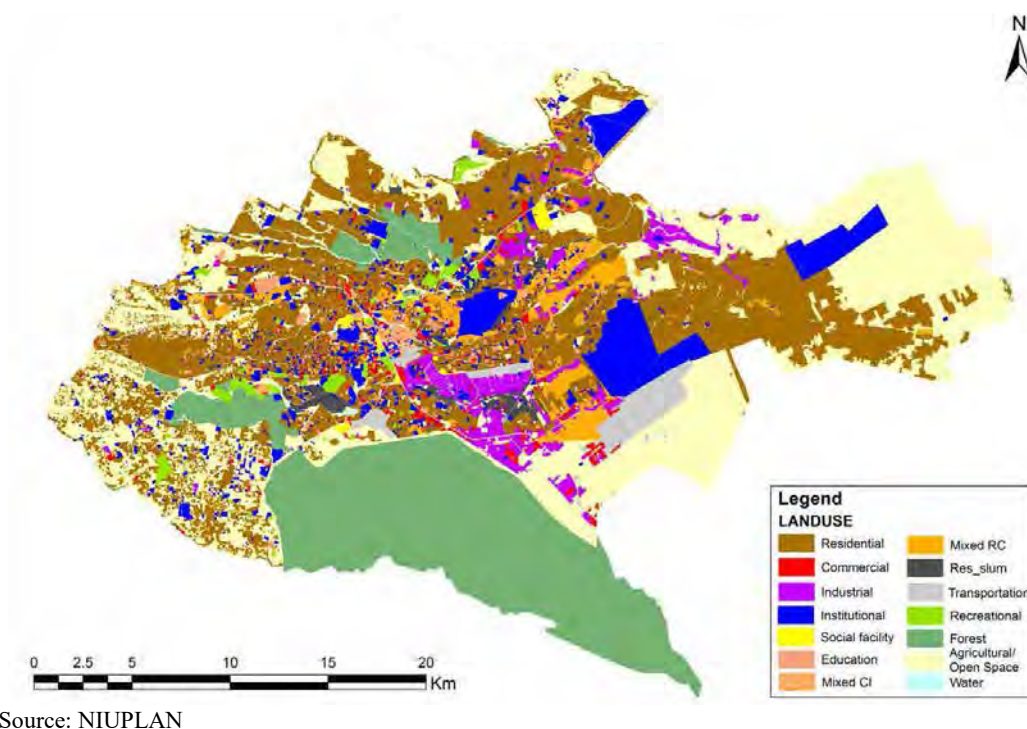 N
Legend
LANDUSE
Residential
Commercial
Industrial
Institutional
Social facility
Education
Mixed CI
Mixed RC
Res_slum
Transportation
Recreational
Forest
Agricultural/
Open Space
Water
0 2.5 5 10 15 20
Km
Source: NIUPLAN